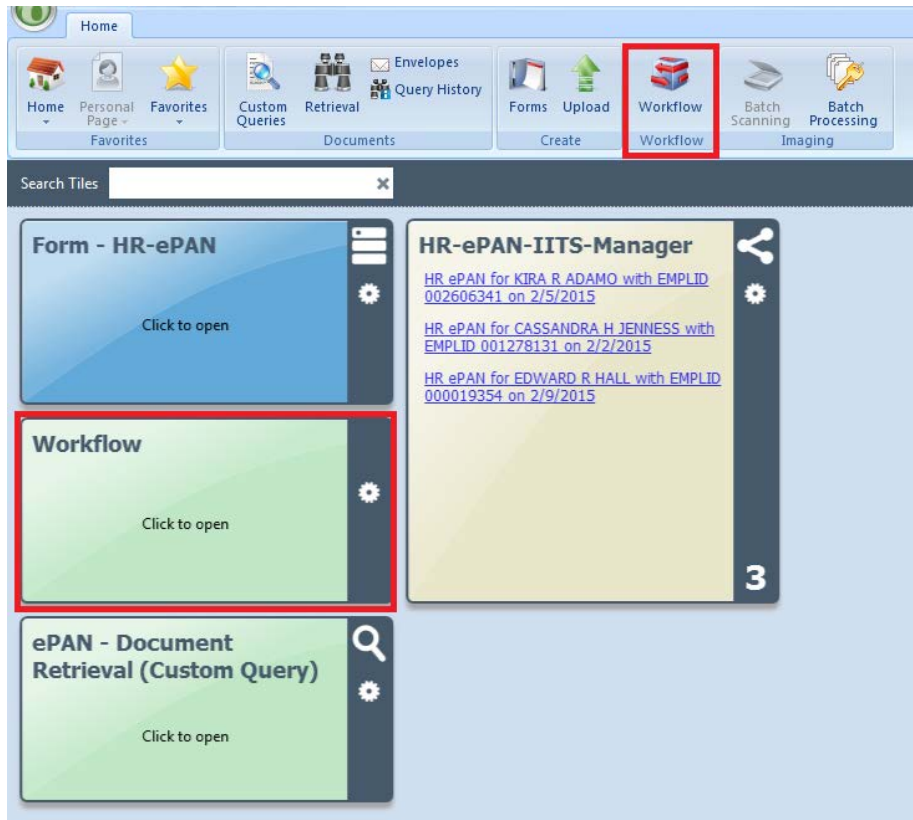 Home
Home
Personal Page
Favorites
Favorites
Custom Queries
Retrieval
Envelopes
Query History
Documents
Forms
Upload
Create
Workflow
Workflow
Batch Scanning
Batch Processing
Imaging
Search Tiles
Form - HR-ePAN
Click to open
HR-ePAN-IITS-Manager
HR ePAN for KIRA R ADAMO with EMPLID
002606341 on 2/5/2015
HR ePAN for CASSANDRA H JENNESS with
EMPLID 001278131 on 2/2/2015
HR ePAN for EDWARD R HALL with EMPLID
000019354 on 2/9/2015
3
Workflow
Click to open
ePAN - Document
Retrieval (Custom Query)
Click to open